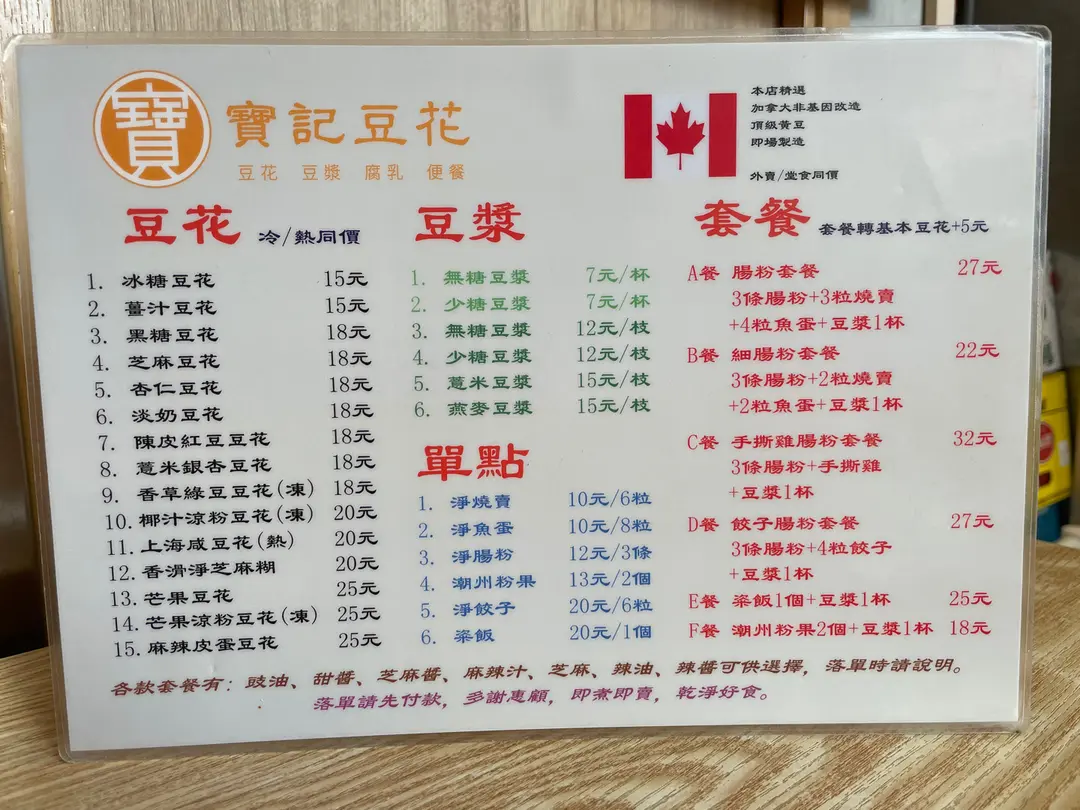 寶
寶記豆花
豆花 豆漿 腐乳 便餐
本店精選
加拿大非基因改造
頂級黃豆
即場製造
外賣/堂食同價
豆花 冷/熱同價
1. 冰糖豆花 15元
2. 薑汁豆花 15元
3. 黑糖豆花 18元
4. 芝麻豆花 18元
5. 杏仁豆花 18元
6. 淡奶豆花 18元
7. 陳皮紅豆豆花 18元
8. 薏米銀杏豆花 18元
9. 香草綠豆豆花(凍) 18元
10. 椰汁涼粉豆花(凍) 20元
11. 上海咸豆花(熱) 20元
12. 香滑淨芝麻糊 20元
13. 芒果豆花 25元
14. 芒果涼粉豆花(凍) 25元
15. 麻辣皮蛋豆花 25元
豆漿
1. 無糖豆漿 7元/杯
2. 少糖豆漿 7元/杯
3. 無糖豆漿 12元/枝
4. 少糖豆漿 12元/枝
5. 薏米豆漿 15元/枝
6. 燕麥豆漿 15元/枝
單點
1. 淨燒賣 10元/6粒
2. 淨魚蛋 10元/8粒
3. 淨腸粉 12元/3條
4. 潮州粉果 13元/2個
5. 淨餃子 20元/6粒
6. 粢飯 20元/1個
套餐 套餐轉基本豆花+5元
A餐 腸粉套餐 27元
3條腸粉+3粒燒賣
+4粒魚蛋+豆漿1杯
B餐 細腸粉套餐 22元
3條腸粉+2粒燒賣
+2粒魚蛋+豆漿1杯
C餐 手撕雞腸粉套餐 32元
3條腸粉+手撕雞
+豆漿1杯
D餐 餃子腸粉套餐 27元
3條腸粉+4粒餃子
+豆漿1杯
E餐 粢飯1個+豆漿1杯 25元
F餐 潮州粉果2個+豆漿1杯 18元
各款套餐有：豉油、甜醬、芝麻醬、麻辣汁、芝麻、辣油、辣醬可供選擇，落單時請說明。
落單請先付款，多謝惠顧，即煮即賣，乾淨好食。